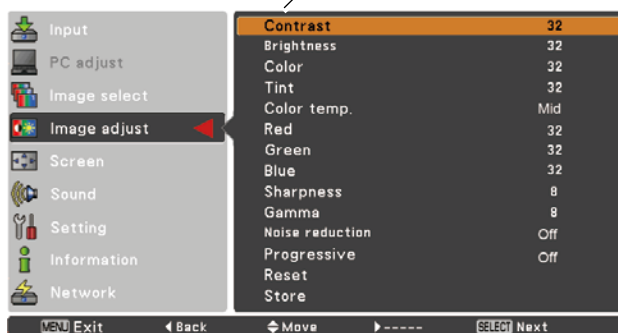 Input
PC adjust
Image select
Image adjust
Screen
Sound
Setting
Information
Network
Contrast 32
Brightness 32
Color 32
Tint 32
Color temp. Mid
Red 32
Green 32
Blue 32
Sharpness 8
Gamma 8
Noise reduction Off
Progressive Off
Reset
Store
MENU Exit Back Move ----- SELECT Next